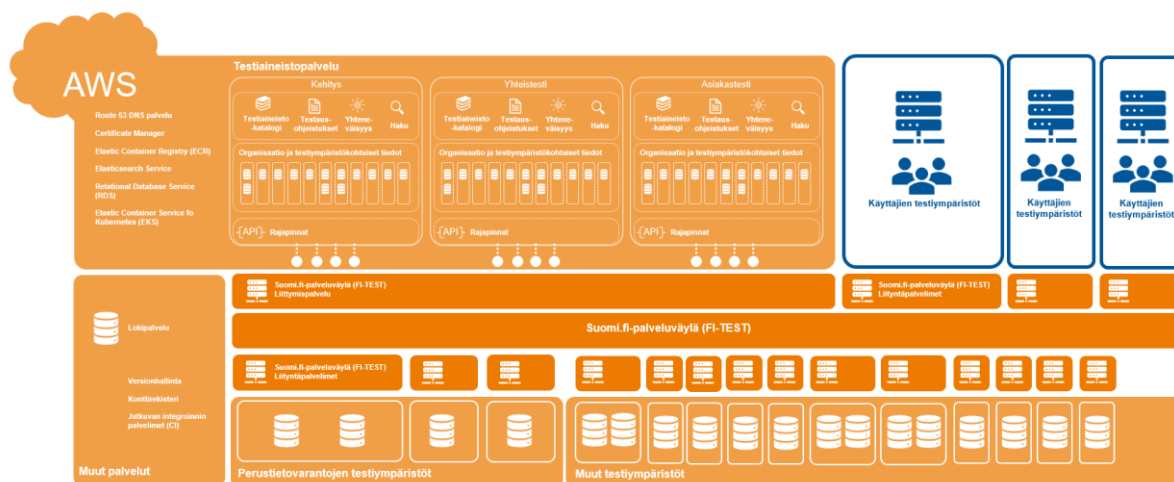 AWS
Route 53 DNS palvelu
Certificate Manager
Elastic Container Registry (ECR)
Elasticsearch Service
Relational Database Service
(RDS)
Elastic Container Service fo
Kubernetes (EKS)
Testiaineistopalvelu
Kehitys
Testiaineisto
-katalogi
Testaus-
ohjeistukset
Yhtene-
väisyys
Haku
Organisaatio ja testiympäristökohtaiset tiedot
{API} Rajapinnat
Yhteistesti
Testiaineisto
-katalogi
Testaus-
ohjeistukset
Yhtene-
väisyys
Haku
Organisaatio ja testiympäristökohtaiset tiedot
{API} Rajapinnat
Asiakastesti
Testiaineisto
-katalogi
Testaus-
ohjeistukset
Yhtene-
väisyys
Haku
Organisaatio ja testiympäristökohtaiset tiedot
{API} Rajapinnat
Käyttäjien testiympäristöt
Käyttäjien
testiympäristöt
Käyttäjien
testiympäristöt
Suomi.fi-palveluväylä (FI-TEST)
Liittymispalvelu
Suomi.fi-palveluväylä (FI-TEST)
Liityntäpalvelimet
Suomi.fi-palveluväylä (FI-TEST)
Suomi.fi-palveluväylä (FI-TEST)
Liityntäpalvelimet
Lokipalvelu
Versionhallinta
Konttirekisteri
Jatkuvan integroinnin
palvelimet (CI)
Muut palvelut
Perustietovarantojen testiympäristöt
Muut testiympäristöt